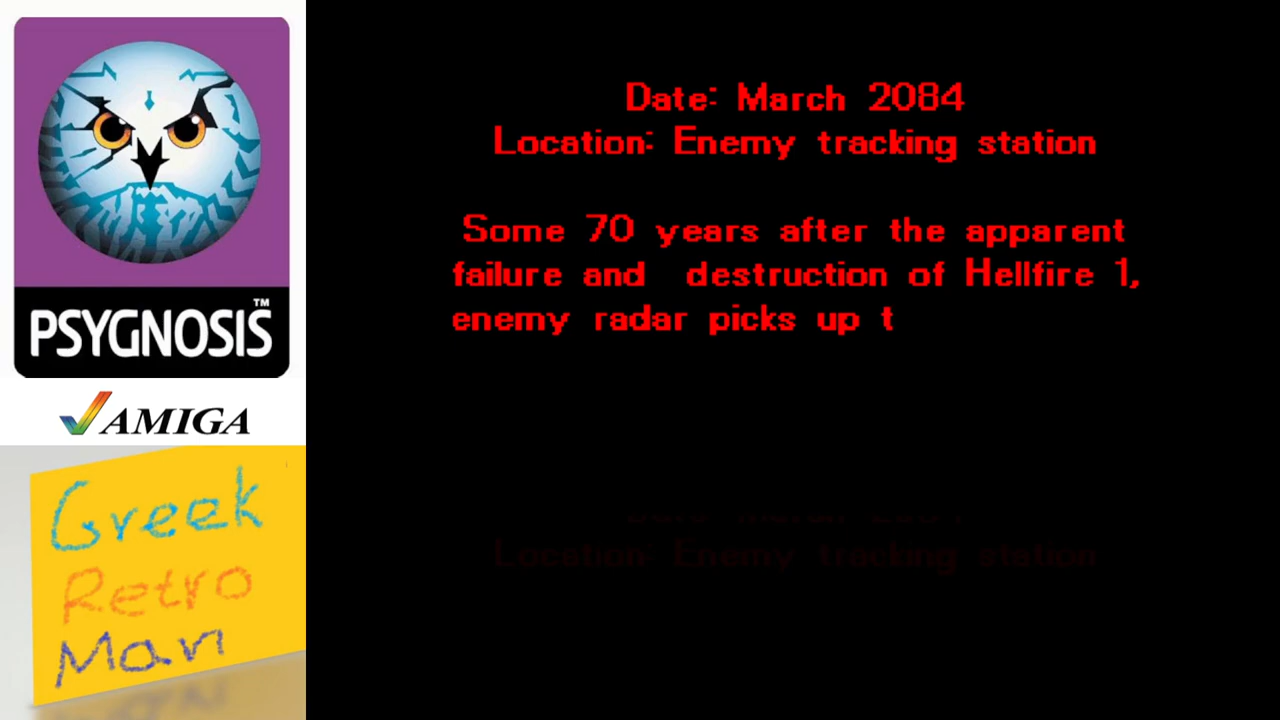 PSYGNOSIS™
AMIGA
Greek
Retro
Man
Date: March 2084
Location: Enemy tracking station
Some 70 years after the apparent
failure and destruction of Hellfire 1,
enemy radar picks up t
Location: Enemy tracking station